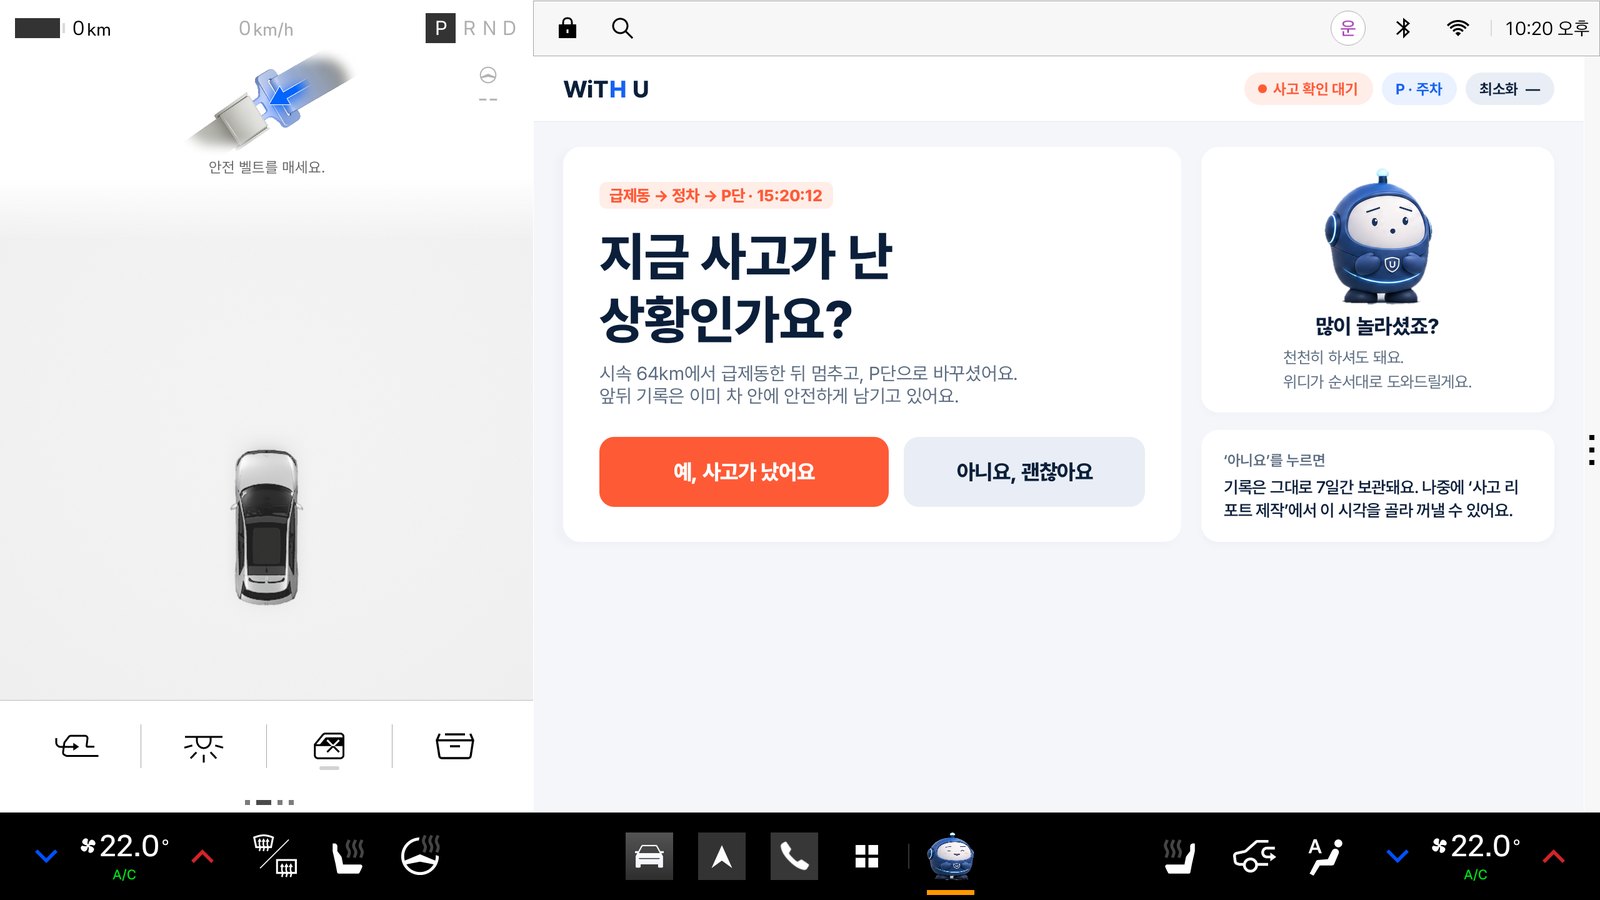 0 km
0 km/h
P R N D
안전 벨트를 매세요.
--
운
10:20 오후
WiTH U
사고 확인 대기
P · 주차
최소화 —
급제동 → 정차 → P단 · 15:20:12
지금 사고가 난
상황인가요?
시속 64km에서 급제동한 뒤 멈추고, P단으로 바꾸셨어요.
앞뒤 기록은 이미 차 안에 안전하게 남기고 있어요.
예, 사고가 났어요
아니요, 괜찮아요
U
많이 놀라셨죠?
천천히 하셔도 돼요.
위디가 순서대로 도와드릴게요.
‘아니요’를 누르면
기록은 그대로 7일간 보관돼요. 나중에 ‘사고 리
포트 제작’에서 이 시각을 골라 꺼낼 수 있어요.
22.0°
A/C
A
22.0°
A/C